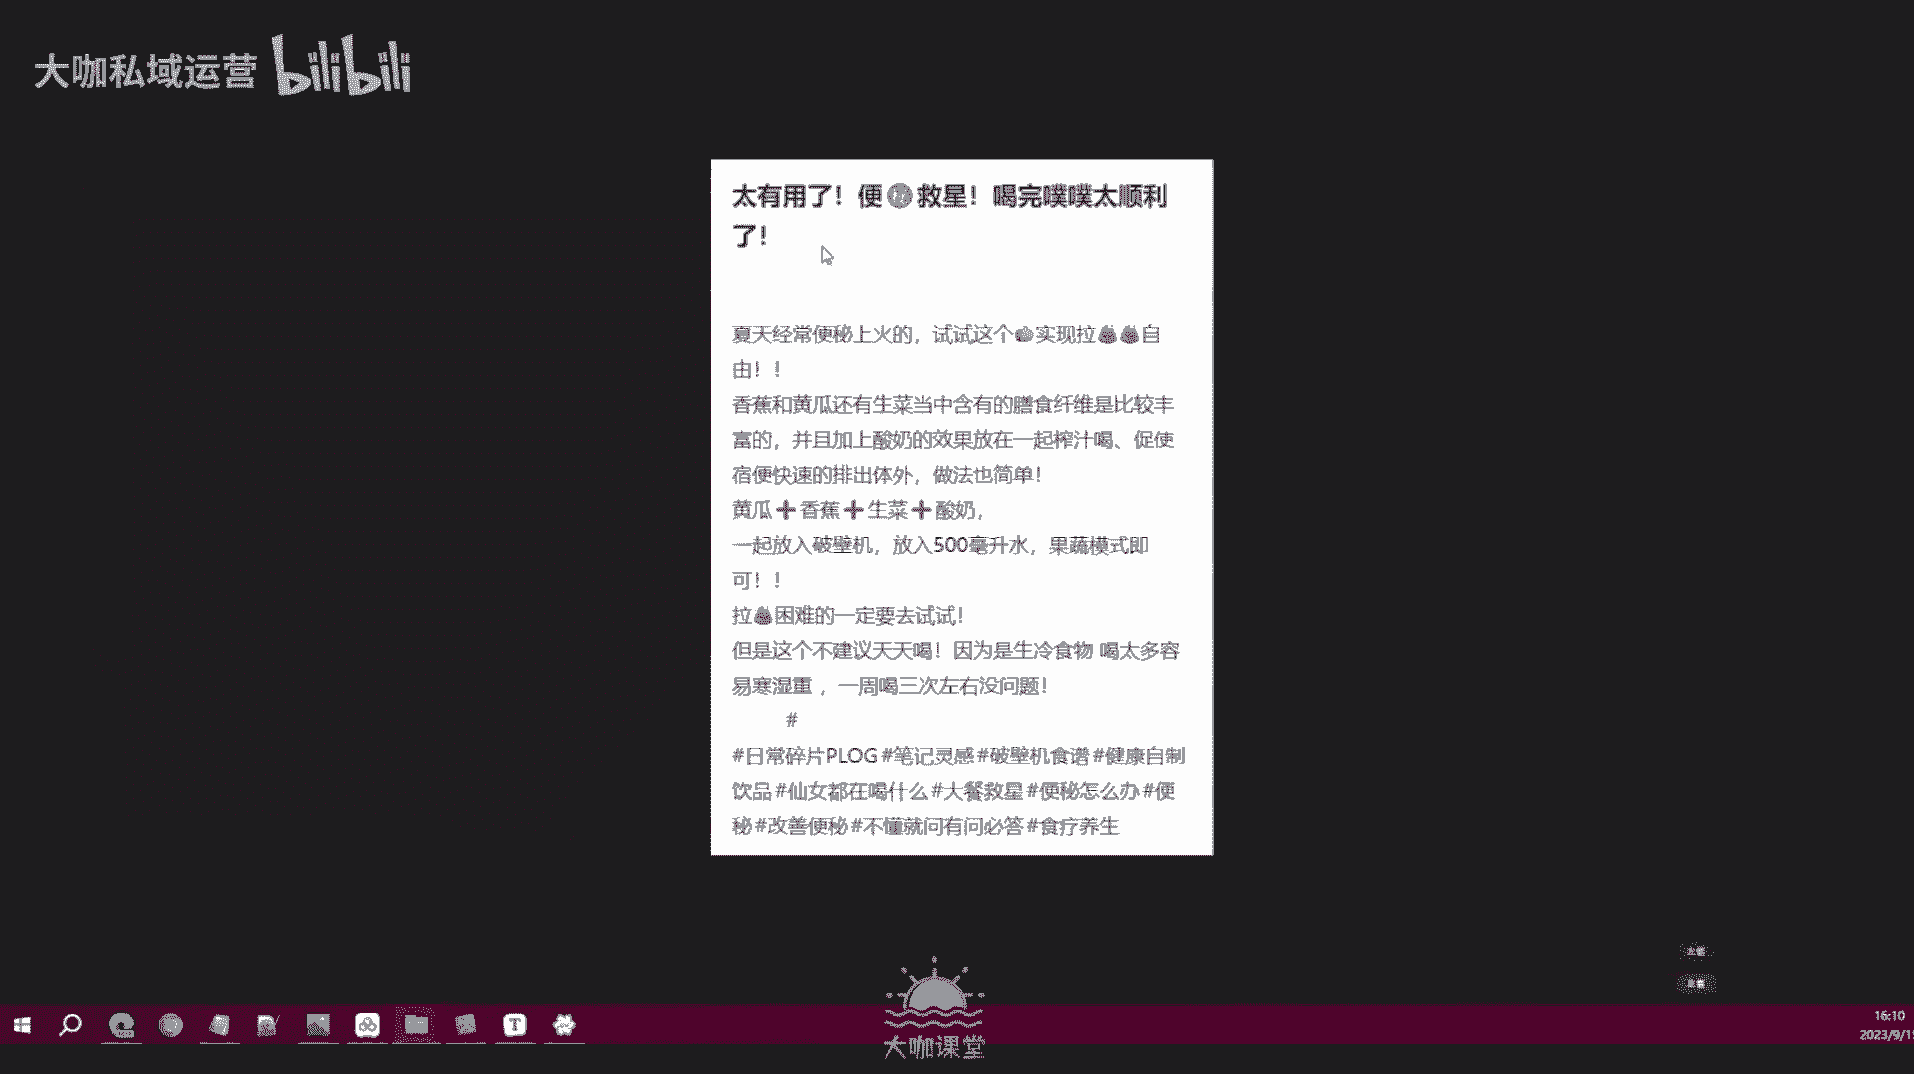 大咖私域运营 bilibili
太有用了！便㊙救星！喝完噗噗太顺利
了！
夏天经常便秘上火的，试试这个🍅实现拉💩💩自
由！！
香蕉和黄瓜还有生菜当中含有的膳食纤维是比较丰
富的，并且加上酸奶的效果放在一起榨汁喝、促使
宿便快速的排出体外，做法也简单！
黄瓜➕香蕉➕生菜➕酸奶，
一起放入破壁机，放入500毫升水，果蔬模式即
可！！
拉💩困难的一定要去试试！
但是这个不建议天天喝！因为是生冷食物 喝太多容
易寒湿重 ，一周喝三次左右没问题！
#
#日常碎片PLOG #笔记灵感 #破壁机食谱 #健康自制
饮品 #仙女都在喝什么 #大餐救星 #便秘怎么办 #便
秘 #改善便秘 #不懂就问有问必答 #食疗养生
16:10
2023/9/1
大咖课堂